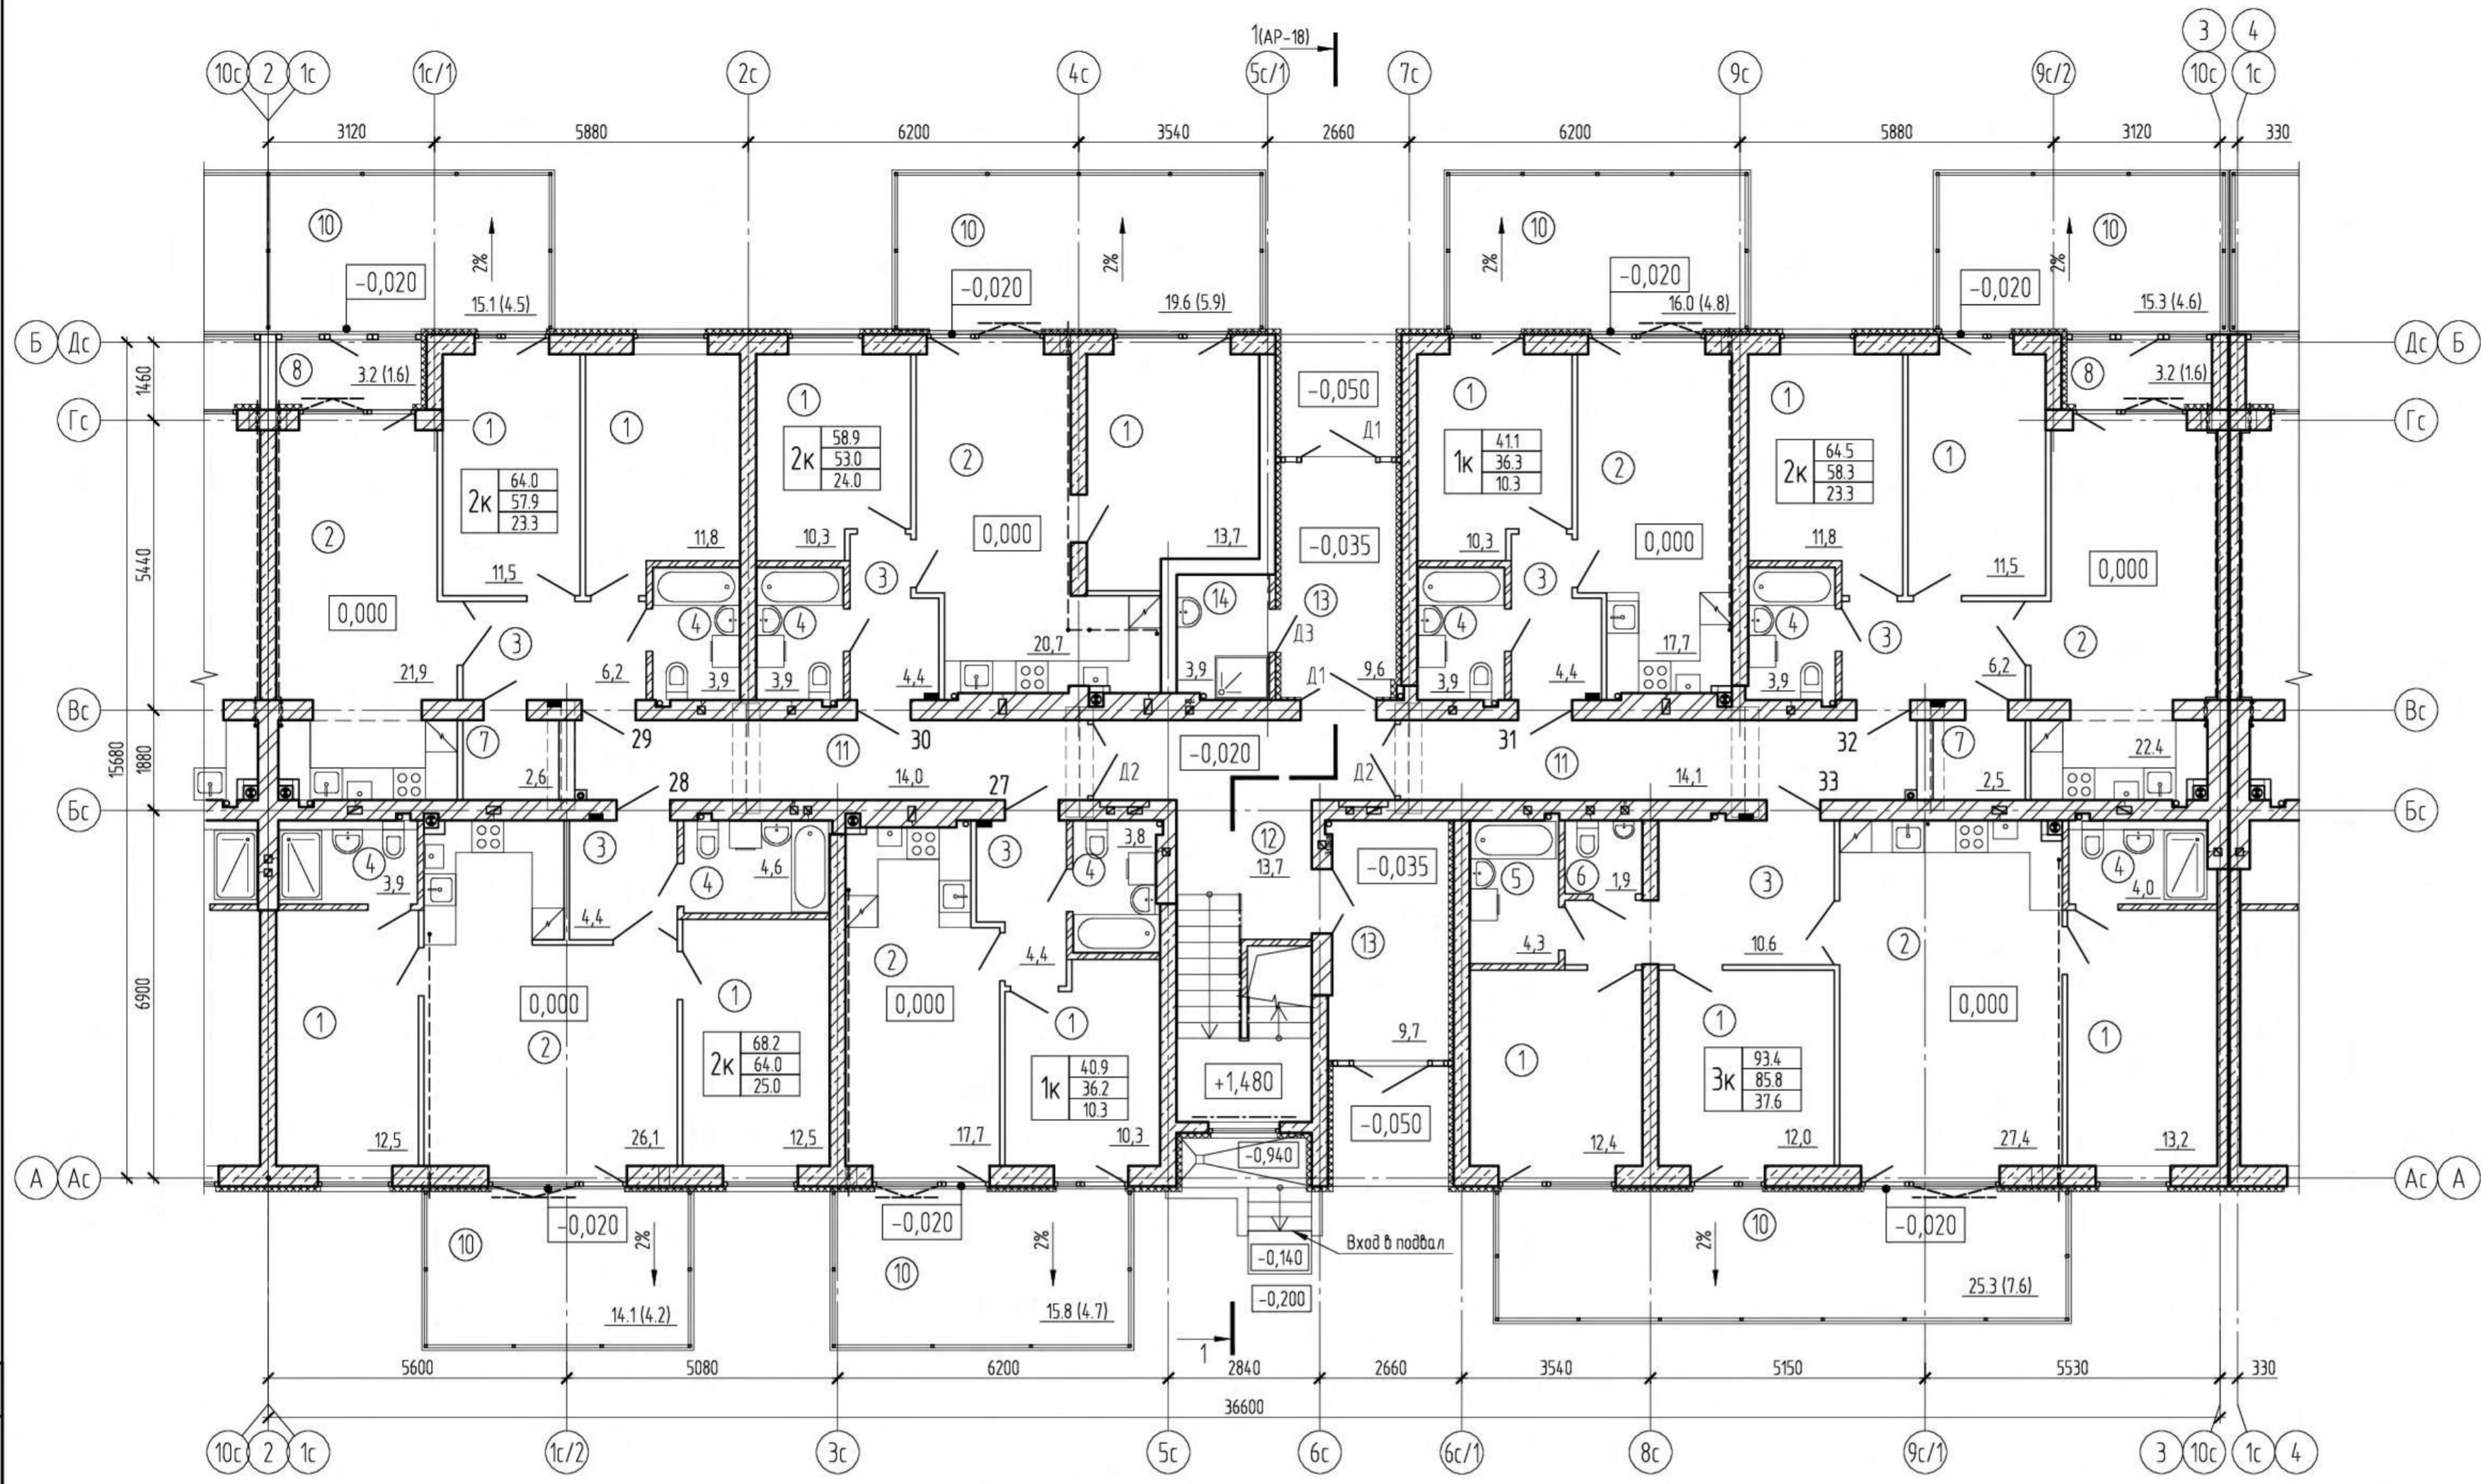 1(АР-18)
10с 2 1с 1с/1 2с 4с 5с/1 7с 9с 9с/2 3 4
10с 1с
3120 5880 6200 3540 2660 6200 5880 3120 330
10 10 10 10
2% 2% 2% 2%
-0,020 -0,020 -0,020 -0,020
15.1 (4.5) 19.6 (5.9) 16.0 (4.8) 15.3 (4.6)
Б Дс Дс Б
1460
8 3.2 (1.6) -0,050 8 3.2 (1.6)
Гс Гс
1 1 1 1 1 1 1
Д1
2к 64.0 57.9 23.3
2к 58.9 53.0 24.0
1к 41.1 36.3 10.3
2к 64.5 58.3 23.3
2 2 2
5440
0,000 -0,035 0,000
11,8 10,3 13,7 10,3 11,8
11,5 3 3 11,5 0,000
0,000 14 13
4 4 4 4
3 Д3 3 2
20,7 17,7
21,9 6,2 3,9 3,9 4,4 3,9 9,6 3,9 4,4 3,9 6,2
Д1
Вс Вс
7 29 11 30 -0,020 31 11 32 7
15680 1880
2,6 28 14,0 27 Д2 Д2 14,1 33 2,5 22.4
Бс Бс
4 3,9 3 4 4,6 3 4 3,8 12 13,7 -0,035 5 6 1,9 3 4 4,0
4,4 4,4 13 4,3 10.6 2
6900
2
1 0,000 1 0,000 1 9,7 1 0,000 1
2 1
2к 68.2 64.0 25.0
1к 40.9 36.2 10.3
+1,480
3к 93.4 85.8 37.6
12,5 26,1 12,5 17,7 10,3 -0,050 12,4 12,0 27,4 13,2
-0,940
А Ас Ас А
-0,020 -0,020 -0,020
10 2% 10 2% Вход в подвал 2% 10
-0,140
-0,200
14.1 (4.2) 15.8 (4.7) 25.3 (7.6)
1
5600 5080 6200 2840 2660 3540 5150 5530 330
36600
10с 2 1с 1с/2 3с 5с 6с 6с/1 8с 9с/1 3 10с 1с 4